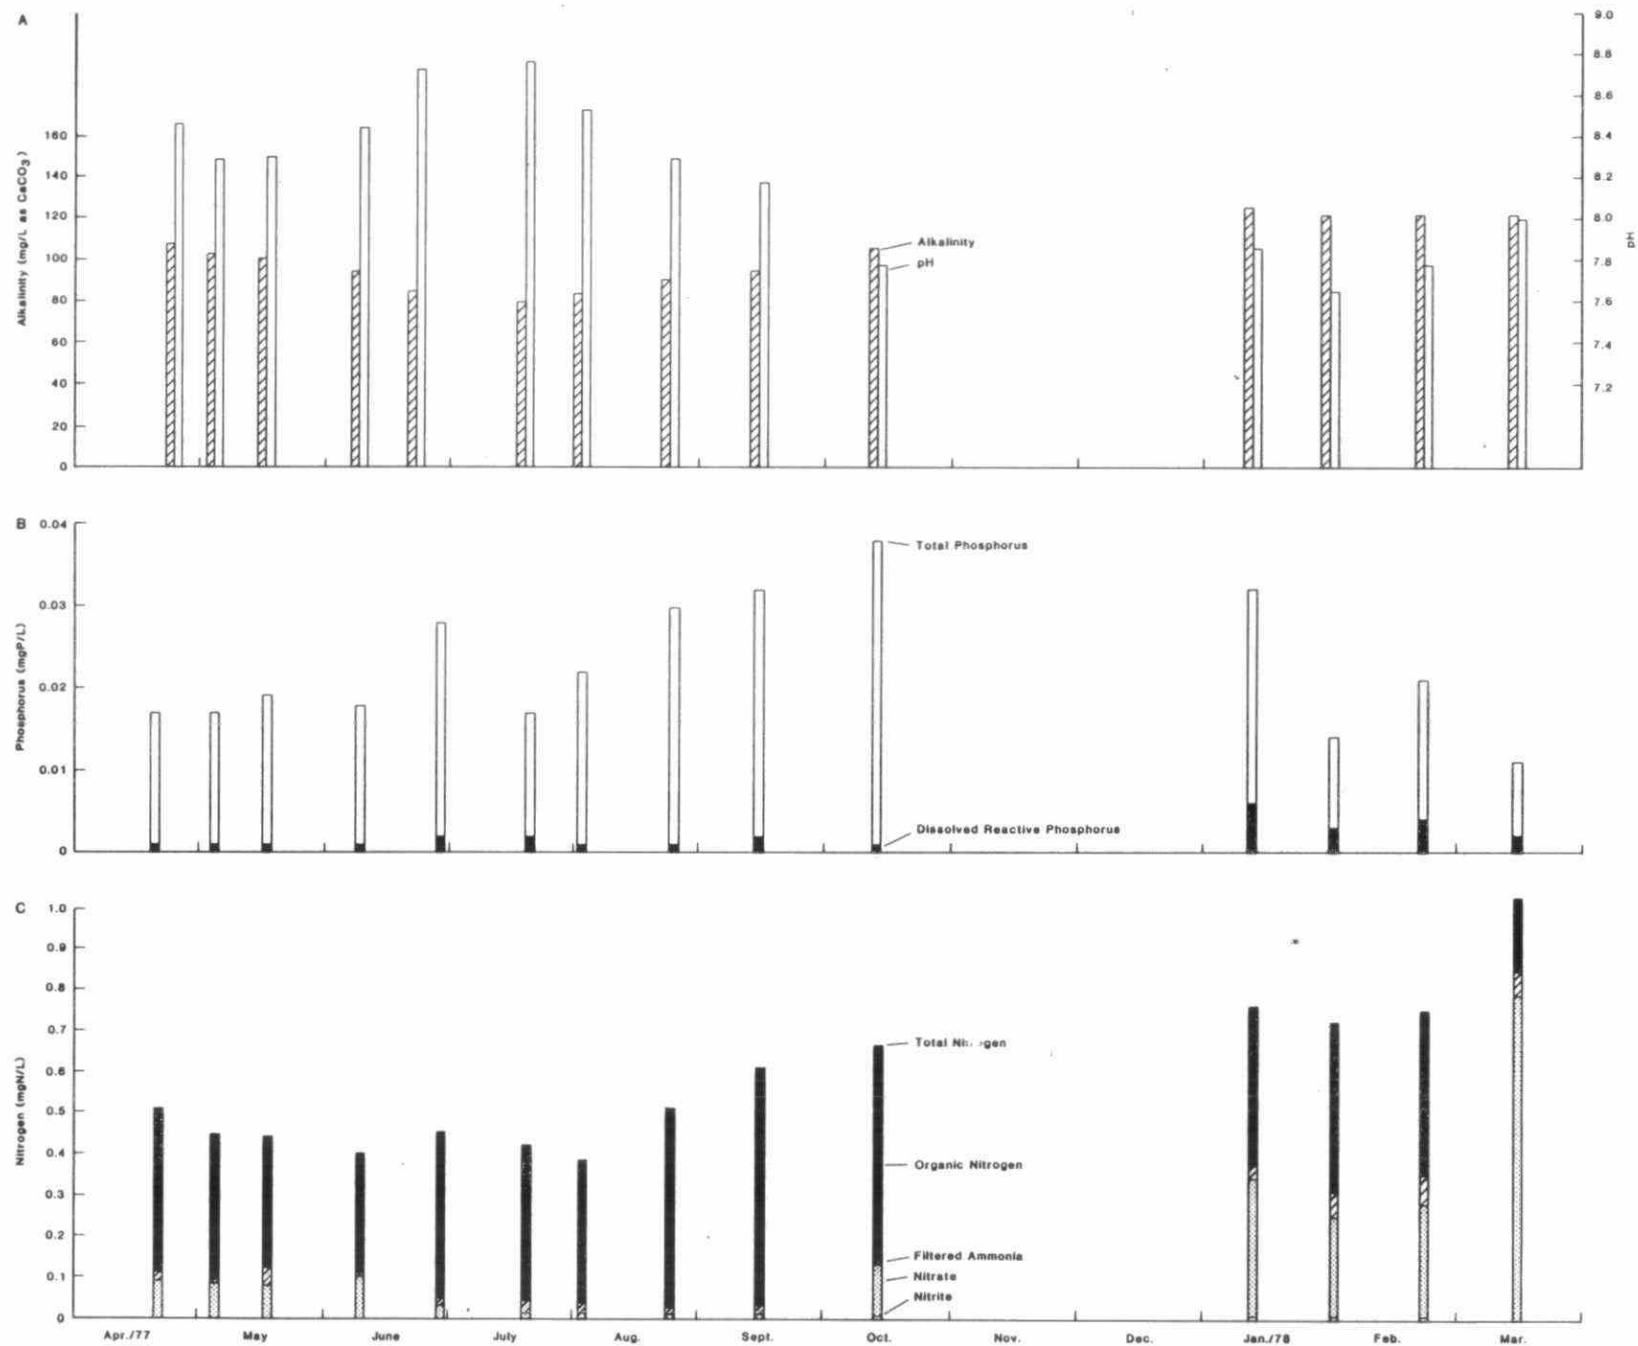 A
Alkalinity (mg/L as CaCO3)
160
140
120
100
80
60
40
20
0
Alkalinity
pH
9.0
8.8
8.6
8.4
8.2
8.0
7.8
7.6
7.4
7.2
pH
B
Phosphorus (mgP/L)
0.04
0.03
0.02
0.01
0
Total Phosphorus
Dissolved Reactive Phosphorus
C
Nitrogen (mgN/L)
1.0
0.9
0.8
0.7
0.6
0.5
0.4
0.3
0.2
0.1
0
Total
Organic Nitrogen
Filtered Ammonia
Nitrate
Nitrite
Apr./77 May June July Aug. Sept. Oct. Nov. Dec. Jan./78 Feb. Mar.